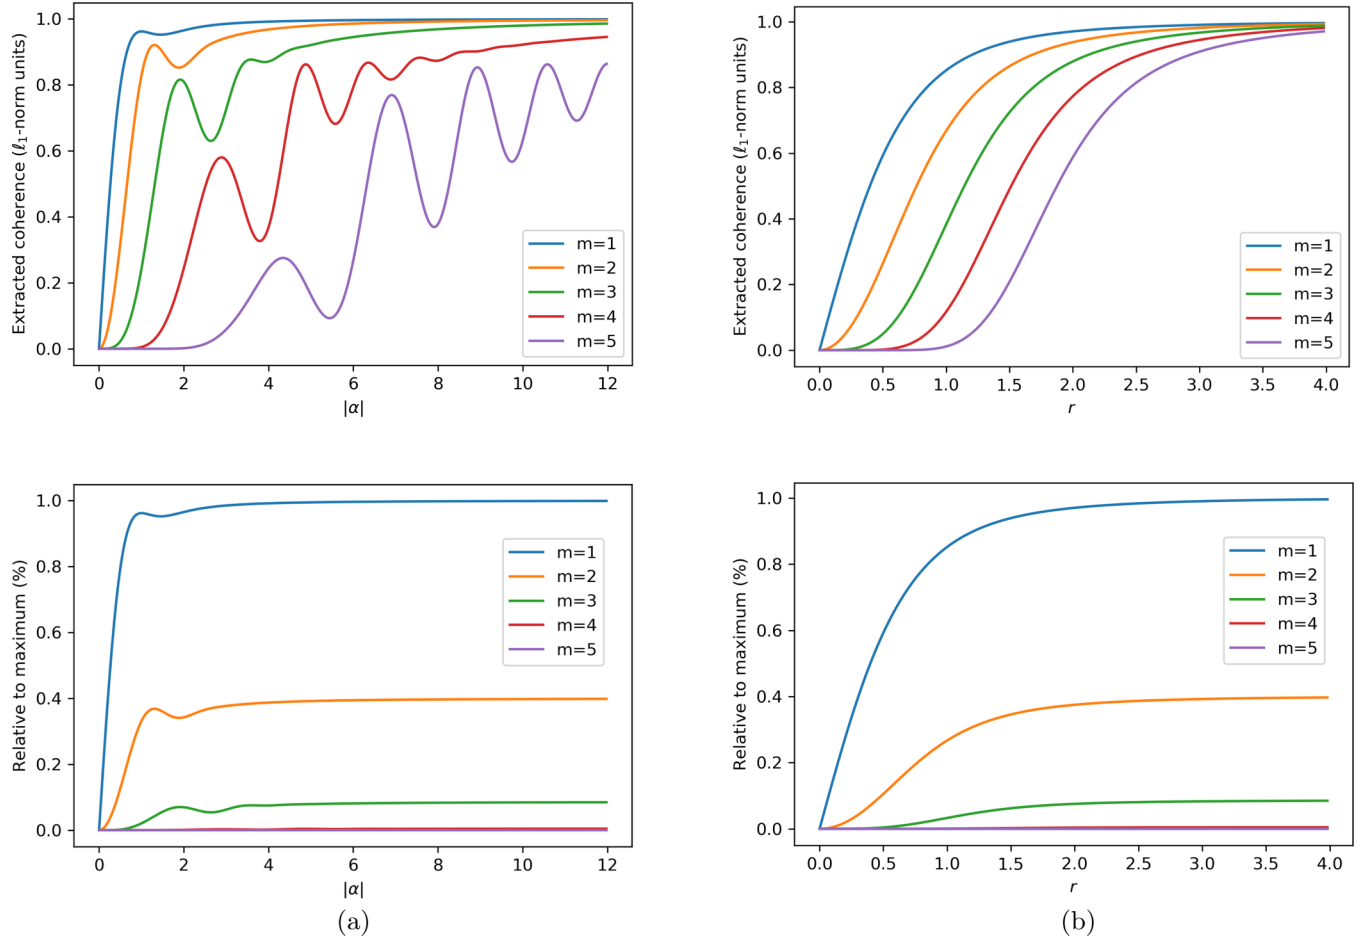 Extracted coherence (ℓ₁-norm units)
1.0
0.8
0.6
0.4
0.2
0.0
0 2 4 6 8 10 12
|α|
m=1
m=2
m=3
m=4
m=5
Extracted coherence (ℓ₁-norm units)
1.0
0.8
0.6
0.4
0.2
0.0
0.0 0.5 1.0 1.5 2.0 2.5 3.0 3.5 4.0
r
m=1
m=2
m=3
m=4
m=5
Relative to maximum (%)
1.0
0.8
0.6
0.4
0.2
0.0
0 2 4 6 8 10 12
|α|
m=1
m=2
m=3
m=4
m=5
(a)
Relative to maximum (%)
1.0
0.8
0.6
0.4
0.2
0.0
0.0 0.5 1.0 1.5 2.0 2.5 3.0 3.5 4.0
r
m=1
m=2
m=3
m=4
m=5
(b)